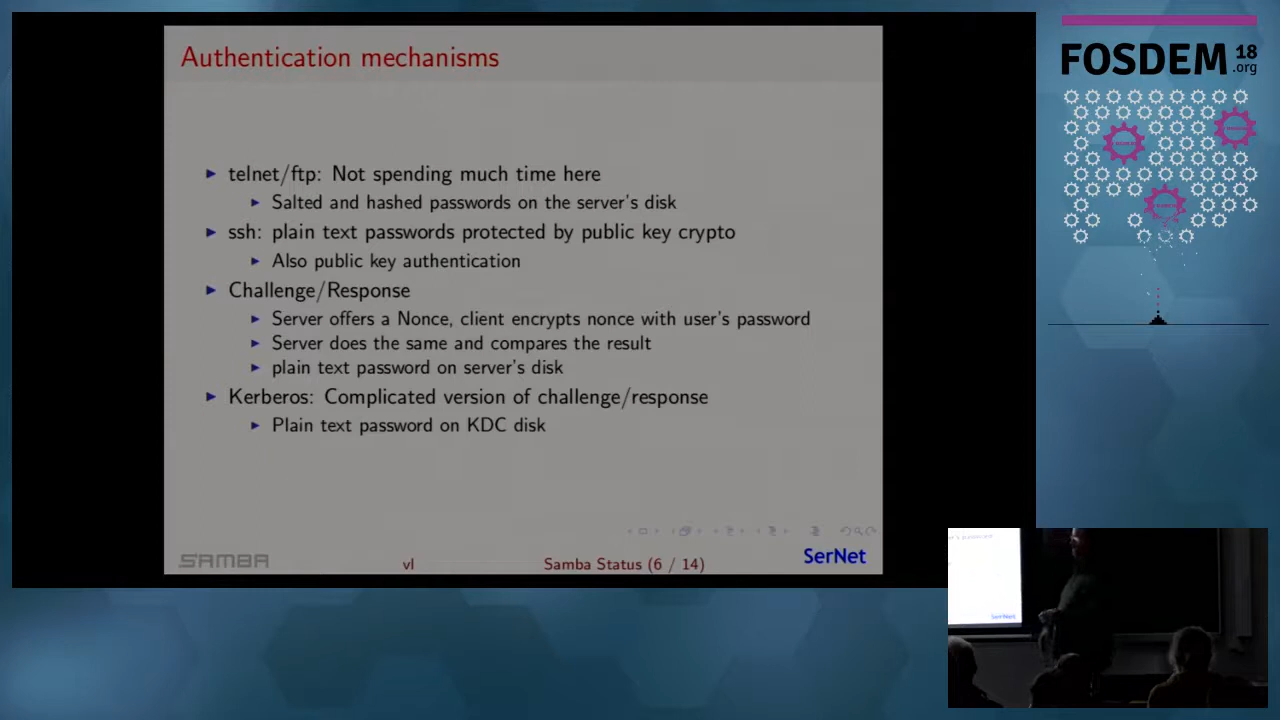 Authentication mechanisms
telnet/ftp: Not spending much time here
Salted and hashed passwords on the server's disk
ssh: plain text passwords protected by public key crypto
Also public key authentication
Challenge/Response
Server offers a Nonce, client encrypts nonce with user's password
Server does the same and compares the result
plain text password on server's disk
Kerberos: Complicated version of challenge/response
Plain text password on KDC disk
SAMBA
vl
Samba Status (6 / 14)
SerNet
FOSDEM 18 .org
SerNet